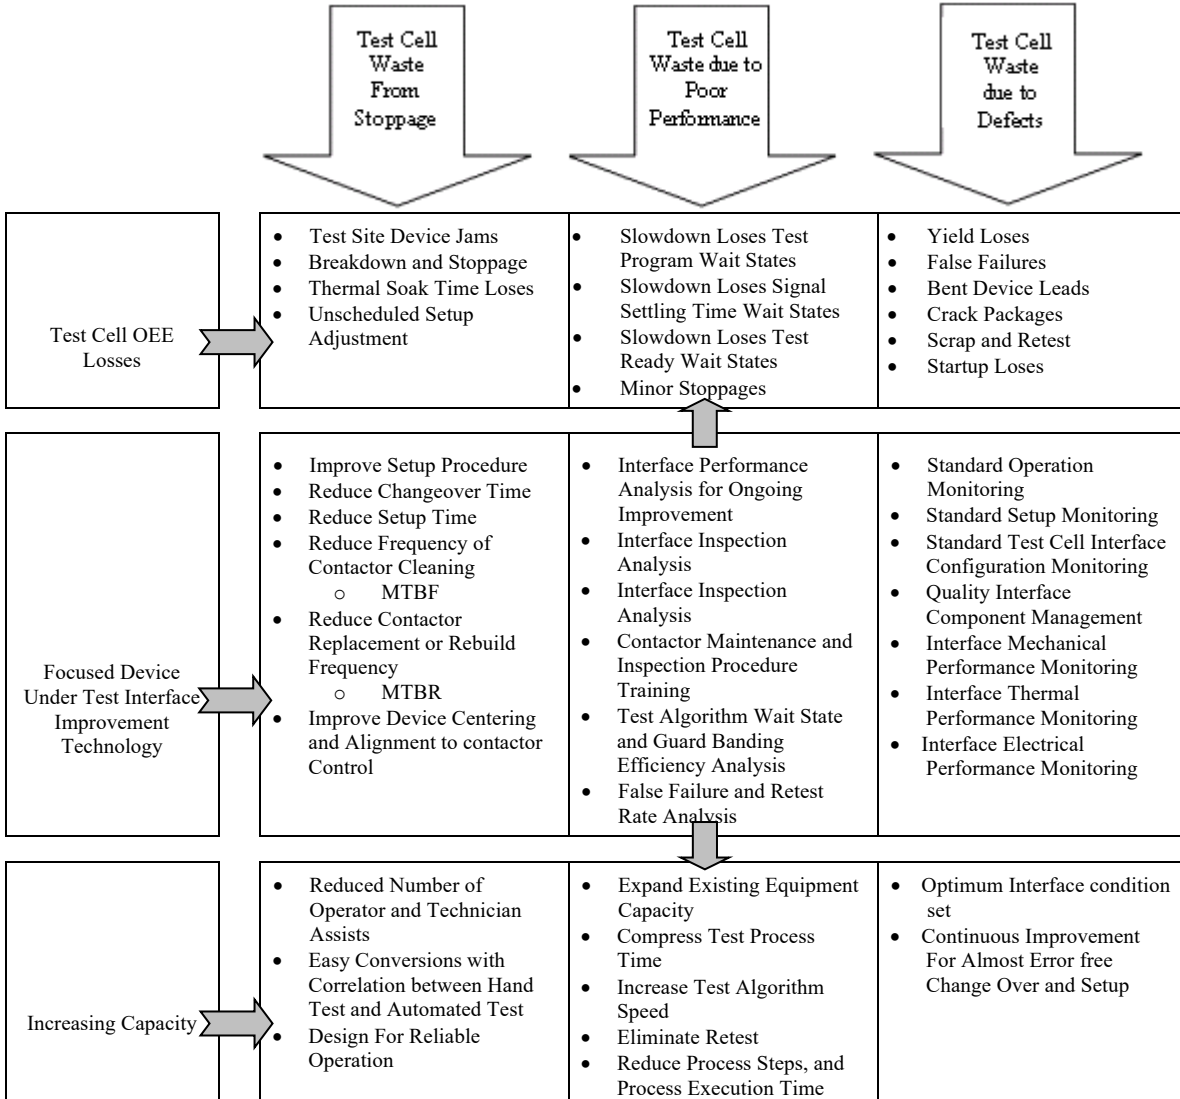 Test Cell
Waste
From
Stoppage
Test Cell
Waste due to
Poor
Performance
Test Cell
Waste
due to
Defects
Test Cell OEE
Losses
• Test Site Device Jams
• Breakdown and Stoppage
• Thermal Soak Time Loses
• Unscheduled Setup
Adjustment
• Slowdown Loses Test
Program Wait States
• Slowdown Loses Signal
Settling Time Wait States
• Slowdown Loses Test
Ready Wait States
• Minor Stoppages
• Yield Loses
• False Failures
• Bent Device Leads
• Crack Packages
• Scrap and Retest
• Startup Loses
Focused Device
Under Test Interface
Improvement
Technology
• Improve Setup Procedure
• Reduce Changeover Time
• Reduce Setup Time
• Reduce Frequency of
Contactor Cleaning
o MTBF
• Reduce Contactor
Replacement or Rebuild
Frequency
o MTBR
• Improve Device Centering
and Alignment to contactor
Control
• Interface Performance
Analysis for Ongoing
Improvement
• Interface Inspection
Analysis
• Interface Inspection
Analysis
• Contactor Maintenance and
Inspection Procedure
Training
• Test Algorithm Wait State
and Guard Banding
Efficiency Analysis
• False Failure and Retest
Rate Analysis
• Standard Operation
Monitoring
• Standard Setup Monitoring
• Standard Test Cell Interface
Configuration Monitoring
• Quality Interface
Component Management
• Interface Mechanical
Performance Monitoring
• Interface Thermal
Performance Monitoring
• Interface Electrical
Performance Monitoring
Increasing Capacity
• Reduced Number of
Operator and Technician
Assists
• Easy Conversions with
Correlation between Hand
Test and Automated Test
• Design For Reliable
Operation
• Expand Existing Equipment
Capacity
• Compress Test Process
Time
• Increase Test Algorithm
Speed
• Eliminate Retest
• Reduce Process Steps, and
Process Execution Time
• Optimum Interface condition
set
• Continuous Improvement
For Almost Error free
Change Over and Setup